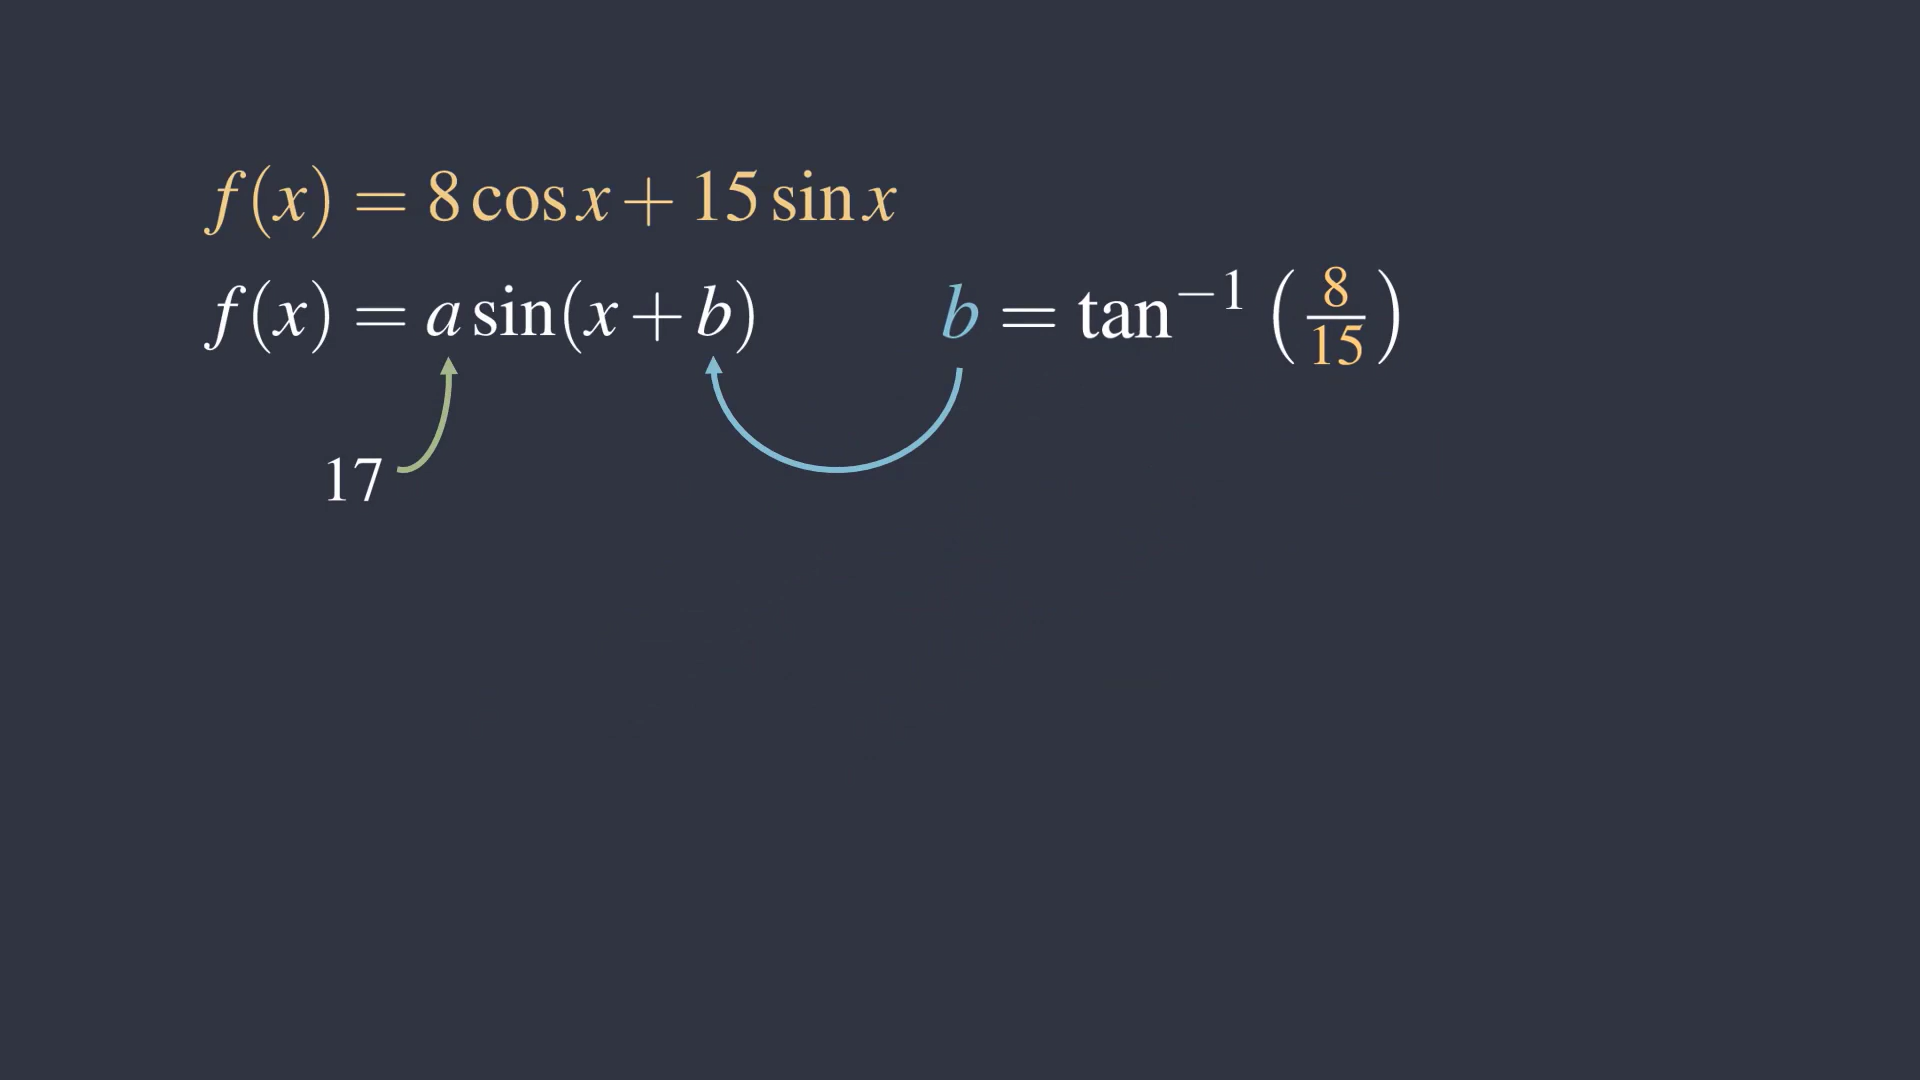 f(x) = 8 cos x + 15 sin x
f(x) = a sin(x + b) b = tan⁻¹ (8/15)
17